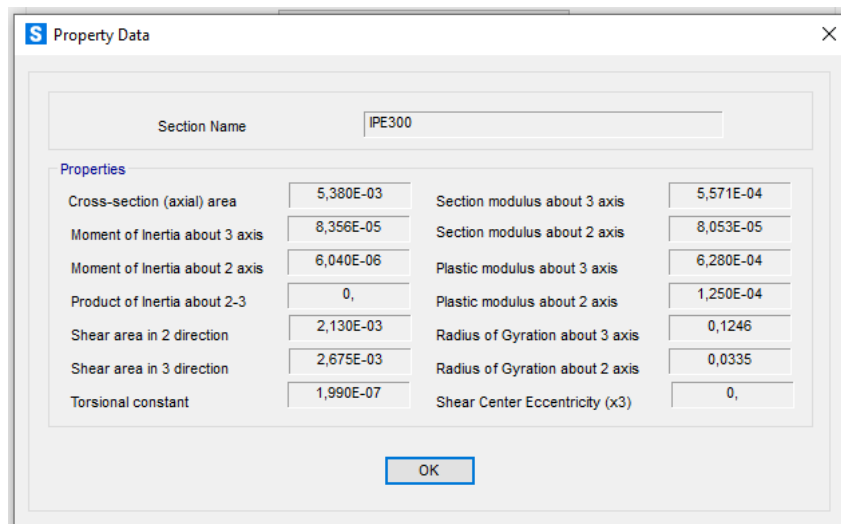 S Property Data
Section Name IPE300
Properties
Cross-section (axial) area 5,380E-03 Section modulus about 3 axis 5,571E-04
Moment of Inertia about 3 axis 8,356E-05 Section modulus about 2 axis 8,053E-05
Moment of Inertia about 2 axis 6,040E-06 Plastic modulus about 3 axis 6,280E-04
Product of Inertia about 2-3 0, Plastic modulus about 2 axis 1,250E-04
Shear area in 2 direction 2,130E-03 Radius of Gyration about 3 axis 0,1246
Shear area in 3 direction 2,675E-03 Radius of Gyration about 2 axis 0,0335
Torsional constant 1,990E-07 Shear Center Eccentricity (x3) 0,
OK